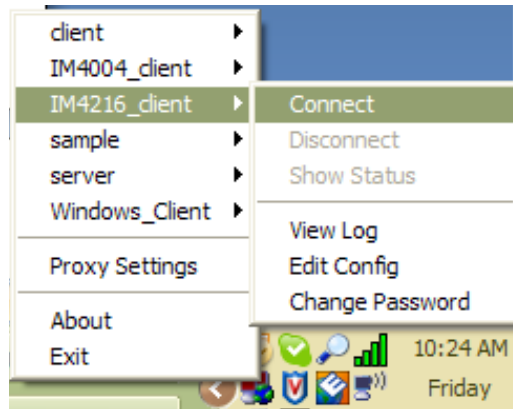 client
IM4004_client
IM4216_client
sample
server
Windows_Client
Proxy Settings
About
Exit
Connect
Disconnect
Show Status
View Log
Edit Config
Change Password
10:24 AM
Friday